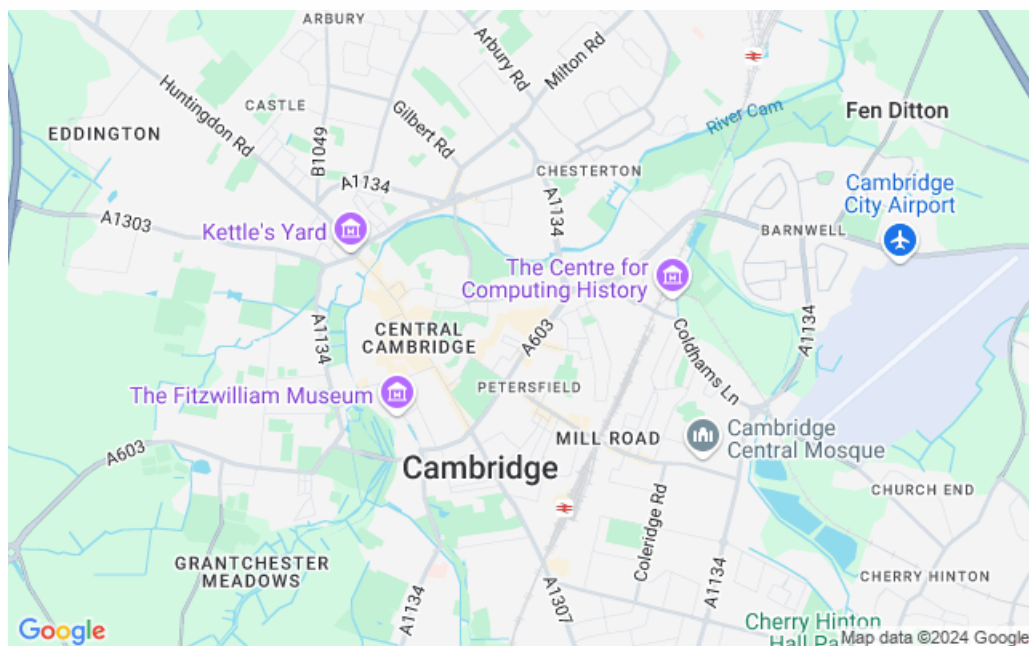 ARBURY
Arbury Rd
Milton Rd
Huntingdon Rd
CASTLE
Gilbert Rd
B1049
EDDINGTON
River Cam
Fen Ditton
CHESTERTON
A1134
A1134
A1303
Kettle's Yard
Cambridge
City Airport
BARNWELL
The Centre for
Computing History
A1134
A1134
CENTRAL
CAMBRIDGE
A603
Coldhams Ln
PETERSFIELD
The Fitzwilliam Museum
MILL ROAD
Cambridge
Central Mosque
A603
Cambridge
CHURCH END
Coleridge Rd
GRANTCHESTER
MEADOWS
A1134
A1307
A1134
CHERRY HINTON
Cherry Hinton
Hall Pa
Google
Map data ©2024 Google